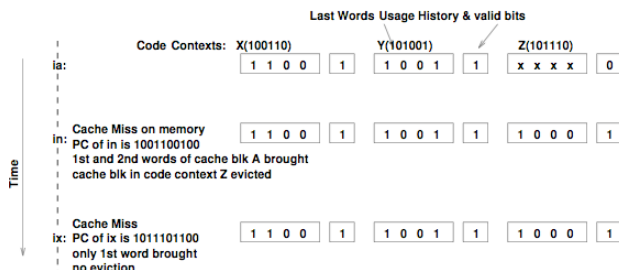 Last Words Usage History & valid bits
Code Contexts: X(100110) Y(101001) Z(101110)
ia: 1 1 0 0 1 1 0 0 1 1 x x x x 0
Cache Miss on memory
in: PC of in is 1001100100 1 1 0 0 1 1 0 0 1 1 1 0 0 0 1
1st and 2nd words of cache blk A brought
cache blk in code context Z evicted
Time
Cache Miss
ix: PC of ix is 1011101100 1 1 0 0 1 1 0 0 1 1 1 0 0 0 1
only 1st word brought
no eviction